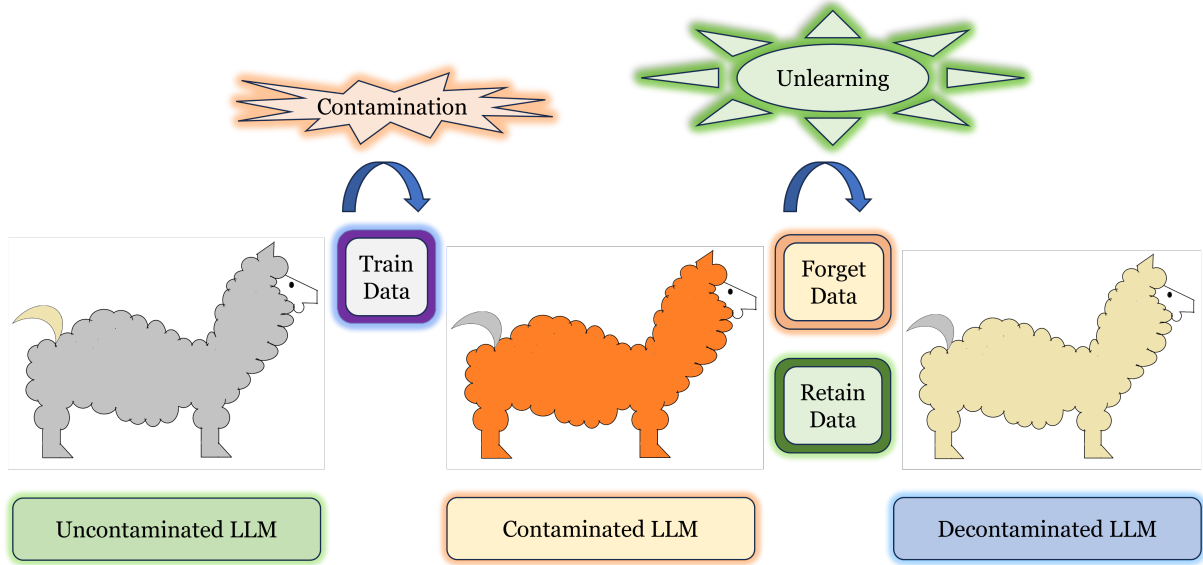 Contamination
Unlearning
Train
Data
Forget
Data
Retain
Data
Uncontaminated LLM
Contaminated LLM
Decontaminated LLM